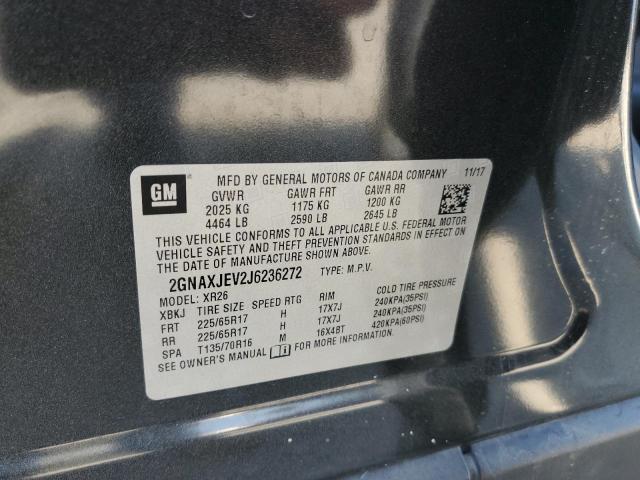 GM
MFD BY GENERAL MOTORS OF CANADA COMPANY 11/17
GVWR GAWR FRT GAWR RR
2025 KG 1175 KG 1200 KG
4464 LB 2590 LB 2645 LB
THIS VEHICLE CONFORMS TO ALL APPLICABLE U.S. FEDERAL MOTOR
VEHICLE SAFETY AND THEFT PREVENTION STANDARDS IN EFFECT ON
THE DATE OF MANUFACTURE SHOWN ABOVE.
2GNAXJEV2J6236272 TYPE: M.P.V.
MODEL: XR26
XBKJ TIRE SIZE SPEED RTG RIM COLD TIRE PRESSURE
FRT 225/65R17 H 17X7J 240KPA(35PSI)
RR 225/65R17 H 17X7J 240KPA(35PSI)
SPA T135/70R16 M 16X4BT 420KPA(60PSI)
SEE OWNER'S MANUAL FOR MORE INFORMATION.